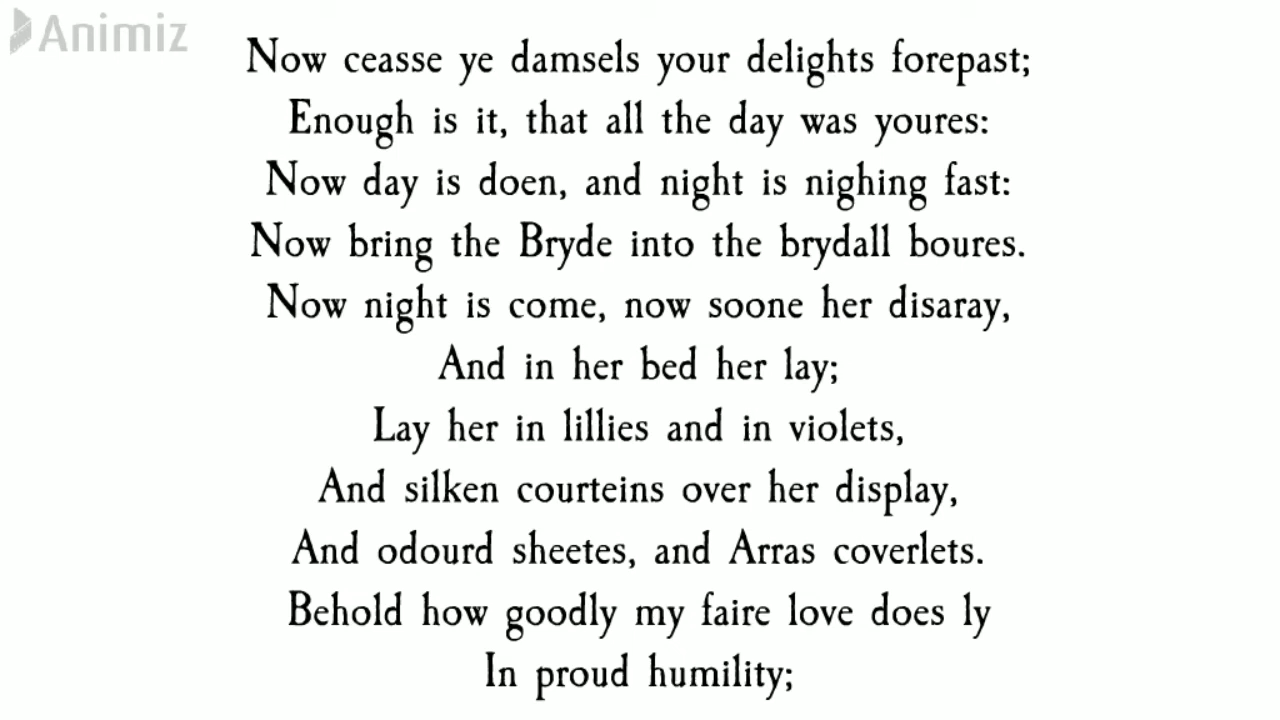 Animiz
Now ceasse ye damsels your delights forepast;
Enough is it, that all the day was youres:
Now day is doen, and night is nighing fast:
Now bring the Bryde into the brydall boures.
Now night is come, now soone her disaray,
And in her bed her lay;
Lay her in lillies and in violets,
And silken courteins over her display,
And odourd sheetes, and Arras coverlets.
Behold how goodly my faire love does ly
In proud humility;